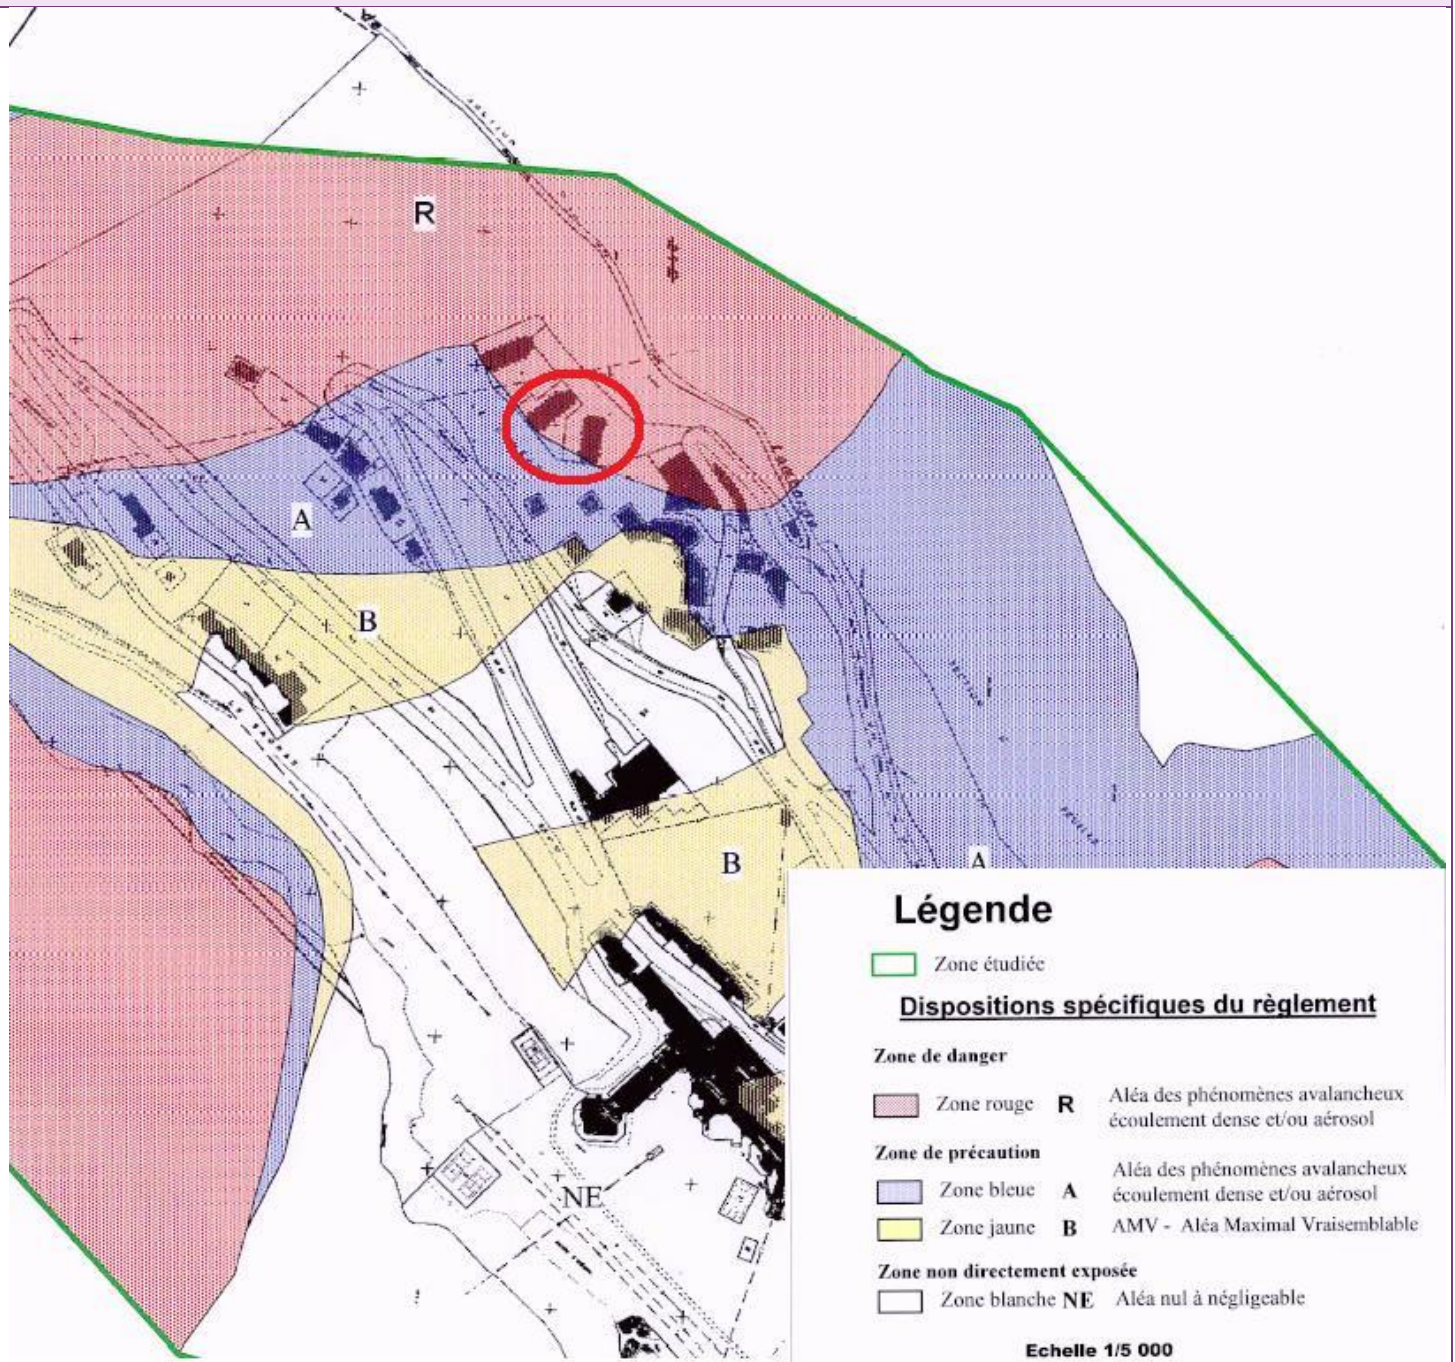 R
A
B
B
A
NE
Légende
Zone étudiée
Dispositions spécifiques du règlement
Zone de danger
Zone rouge R Aléa des phénomènes avalancheux
écoulement dense et/ou aérosol
Zone de précaution
Zone bleue A Aléa des phénomènes avalancheux
écoulement dense et/ou aérosol
Zone jaune B AMV - Aléa Maximal Vraisemblable
Zone non directement exposée
Zone blanche NE Aléa nul à négligeable
Echelle 1/5 000